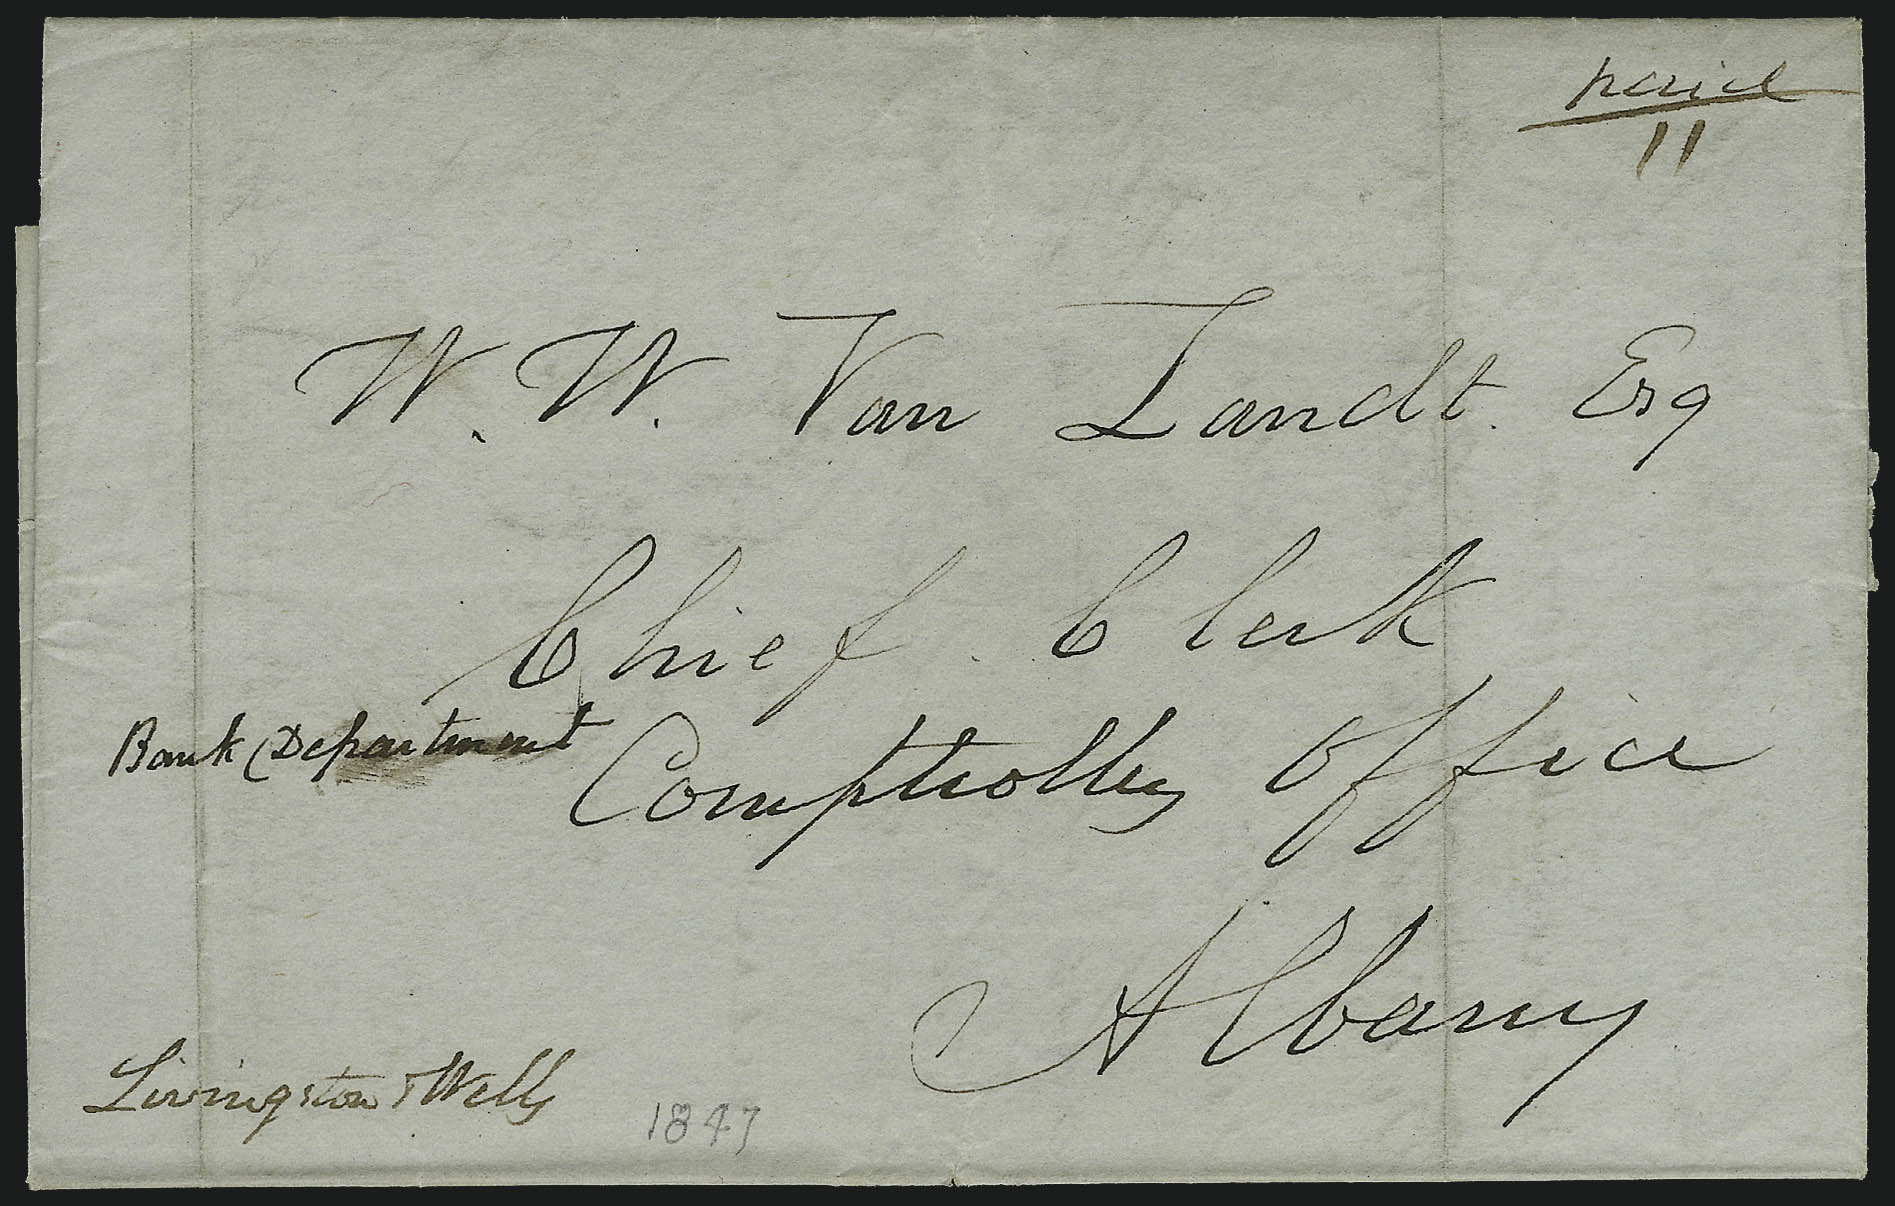 paid
11
W. W. Van Zandt. Esq
Chief Clerk
Bank Department
Comptrollers Office
Albany
Livingston & Wells
1847